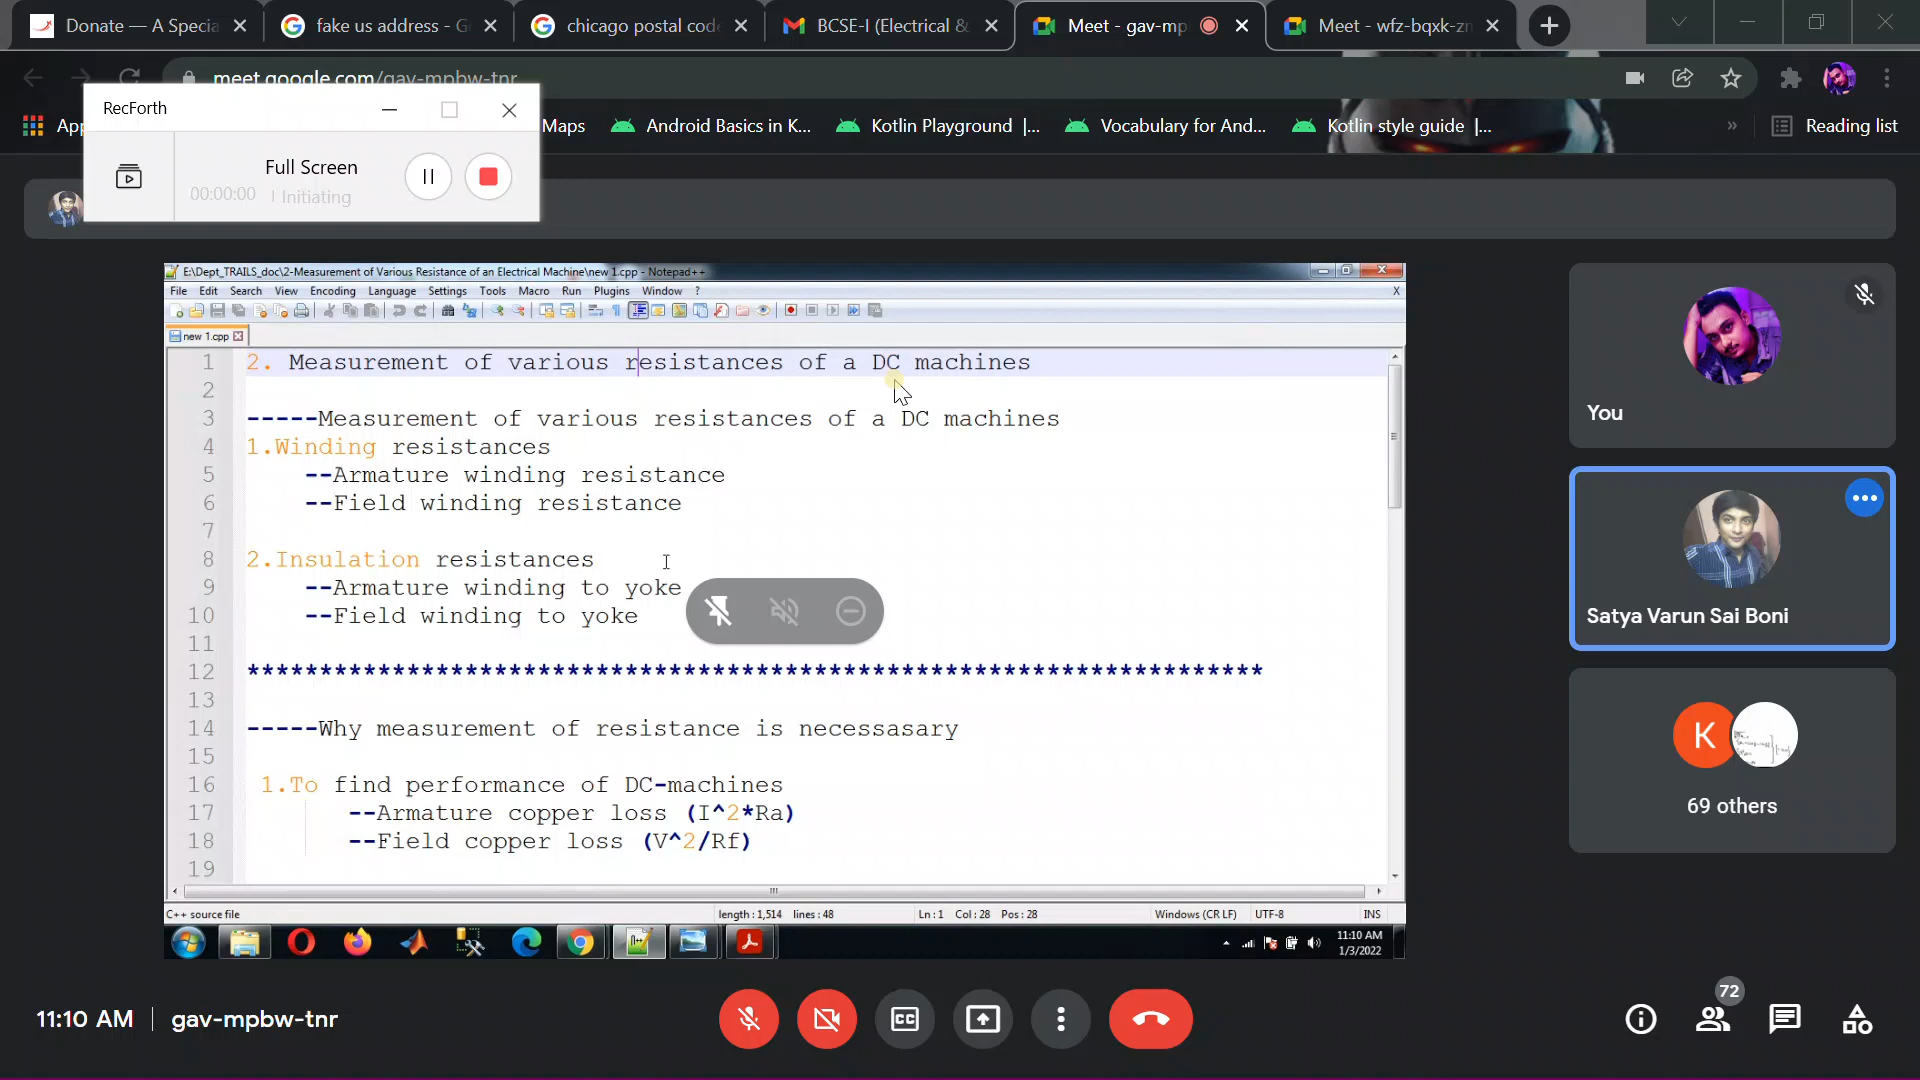 Donate — A Specia
fake us address - G
chicago postal cod
BCSE-I (Electrical &
Meet - gav-mp
Meet - wfz-bqxk-zn
meet.google.com/gav-mpbw-tnr
Maps
Android Basics in K...
Kotlin Playground |...
Vocabulary for And...
Kotlin style guide |...
»
Reading list
RecForth
Full Screen
00:00:00
Initiating
E:\Dept_TRAILS_doc\2-Measurement of Various Resistance of an Electrical Machine\new 1.cpp - Notepad++
File Edit Search View Encoding Language Settings Tools Macro Run Plugins Window ? X
new 1.cpp
1 2. Measurement of various resistances of a DC machines
2
3 -----Measurement of various resistances of a DC machines
4 1.Winding resistances
5 --Armature winding resistance
6 --Field winding resistance
7
8 2.Insulation resistances
9 --Armature winding to yoke
10 --Field winding to yoke
11
12 **********************************************************************
13
14 -----Why measurement of resistance is necessasary
15
16 1.To find performance of DC-machines
17 --Armature copper loss (I^2*Ra)
18 --Field copper loss (V^2/Rf)
19
C++ source file length : 1,514 lines : 48 Ln : 1 Col : 28 Pos : 28 Windows (CR LF) UTF-8 INS
11:10 AM
1/3/2022
You
Satya Varun Sai Boni
K
69 others
11:10 AM | gav-mpbw-tnr
CC
72